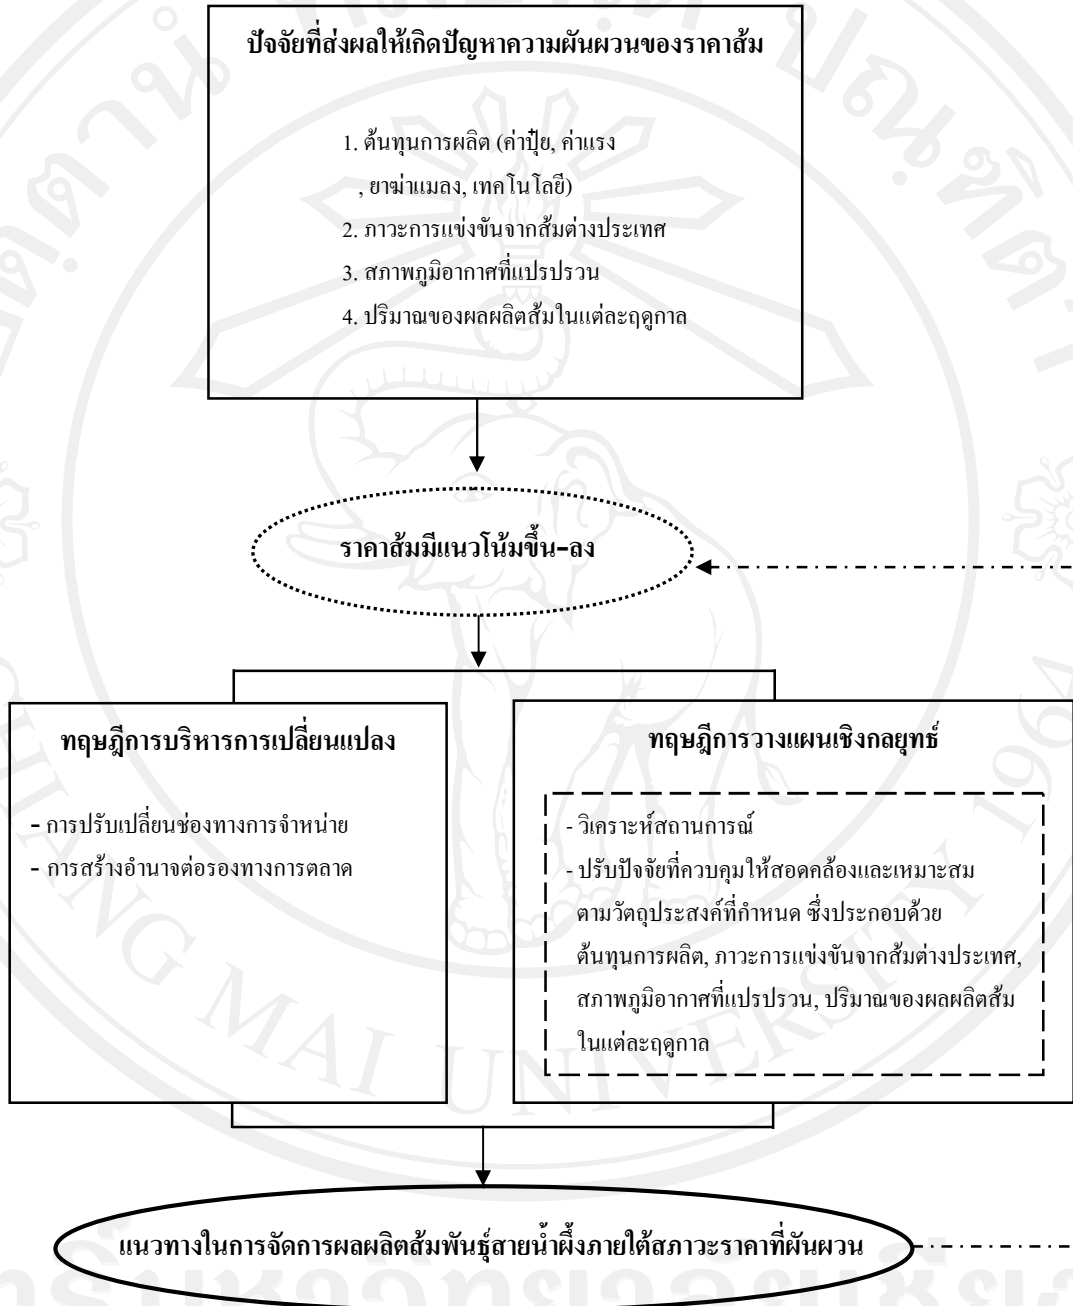 ปัจจัยที่ส่งผลให้เกิดปัญหาความผันผวนของราคาส้ม
1. ต้นทุนการผลิต (ค่าปุ๋ย, ค่าแรง
, ยาฆ่าแมลง, เทคโนโลยี)
2. ภาวะการแข่งขันจากส้มต่างประเทศ
3. สภาพภูมิอากาศที่แปรปรวน
4. ปริมาณของผลผลิตส้มในแต่ละฤดูกาล
ราคาส้มมีแนวโน้มขึ้น-ลง
ทฤษฎีการบริหารการเปลี่ยนแปลง
- การปรับเปลี่ยนช่องทางการจำหน่าย
- การสร้างอำนาจต่อรองทางการตลาด
ทฤษฎีการวางแผนเชิงกลยุทธ์
- วิเคราะห์สถานการณ์
- ปรับปัจจัยที่ควบคุมให้สอดคล้องและเหมาะสม
ตามวัตถุประสงค์ที่กำหนด ซึ่งประกอบด้วย
ต้นทุนการผลิต, ภาวะการแข่งขันจากส้มต่างประเทศ,
สภาพภูมิอากาศที่แปรปรวน, ปริมาณของผลผลิตส้ม
ในแต่ละฤดูกาล
แนวทางในการจัดการผลผลิตส้มพันธุ์สายน้ำผึ้งภายใต้สภาวะราคาที่ผันผวน
CHIANG MAI UNIVERSITY 1964